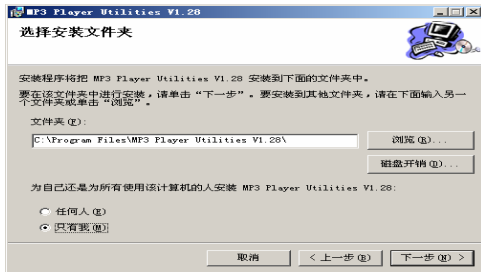 MP3 Player Utilities V1.28
选择安装文件夹
安装程序将把 MP3 Player Utilities V1.28 安装到下面的文件夹中。
要在该文件夹中进行安装，请单击“下一步”。要安装到其他文件夹，请在下面输入另一
个文件夹或单击“浏览”。
文件夹(F):
C:\Program Files\MP3 Player Utilities V1.28\
浏览(R)...
磁盘开销(D)...
为自己还是为所有使用该计算机的人安装 MP3 Player Utilities V1.28:
任何人(E)
只有我(M)
取消 < 上一步(B) 下一步(N) >